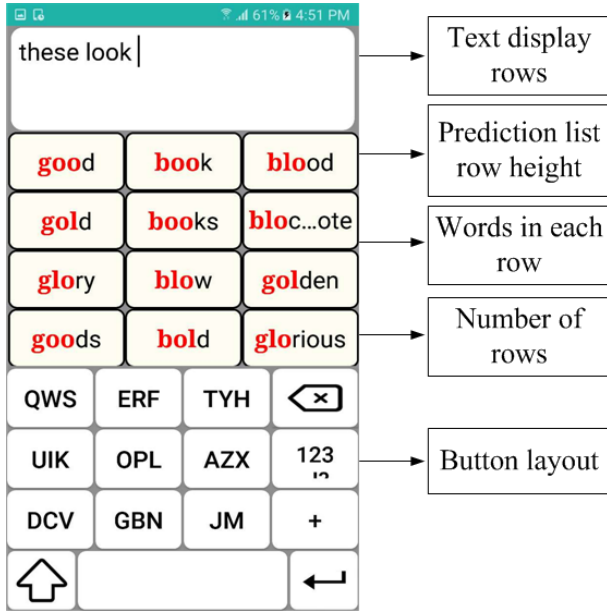 61% 4:51 PM
these look
Text display
rows
good book blood
Prediction list
row height
gold books bloc...ote
Words in each
row
glory blow golden
goods bold glorious
Number of
rows
QWS ERF TYH
UIK OPL AZX 123
Button layout
DCV GBN JM +